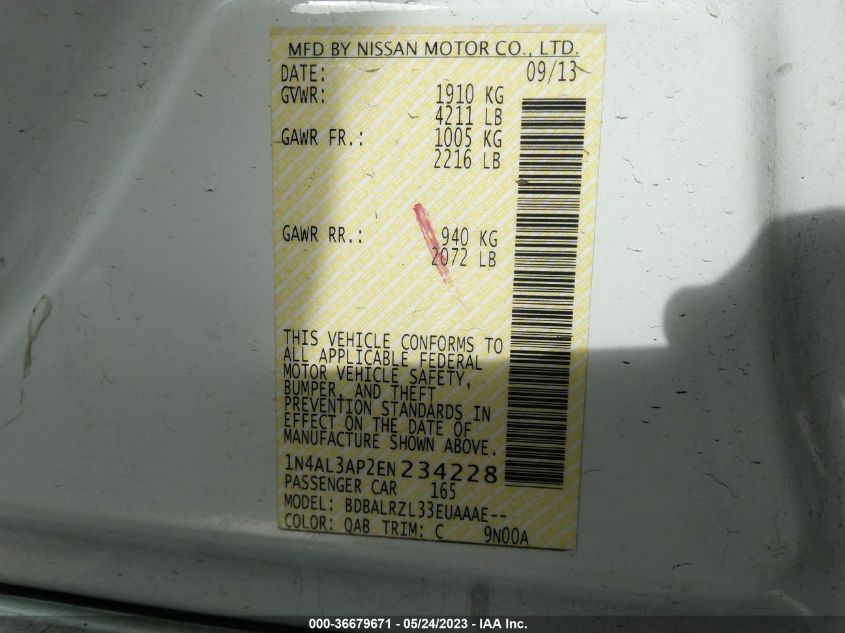 MFD BY NISSAN MOTOR CO., LTD.
DATE: 09/13
GVWR: 1910 KG
4211 LB
GAWR FR.: 1005 KG
2216 LB
GAWR RR.: 940 KG
2072 LB
THIS VEHICLE CONFORMS TO
ALL APPLICABLE FEDERAL
MOTOR VEHICLE SAFETY,
BUMPER, AND THEFT
PREVENTION STANDARDS IN
EFFECT ON THE DATE OF
MANUFACTURE SHOWN ABOVE.
1N4AL3AP2EN234228
PASSENGER CAR 165
MODEL: BDBALRZL33EUAAAE--
COLOR: QAB TRIM: C 9N00A
000-36679671 - 05/24/2023 - IAA Inc.